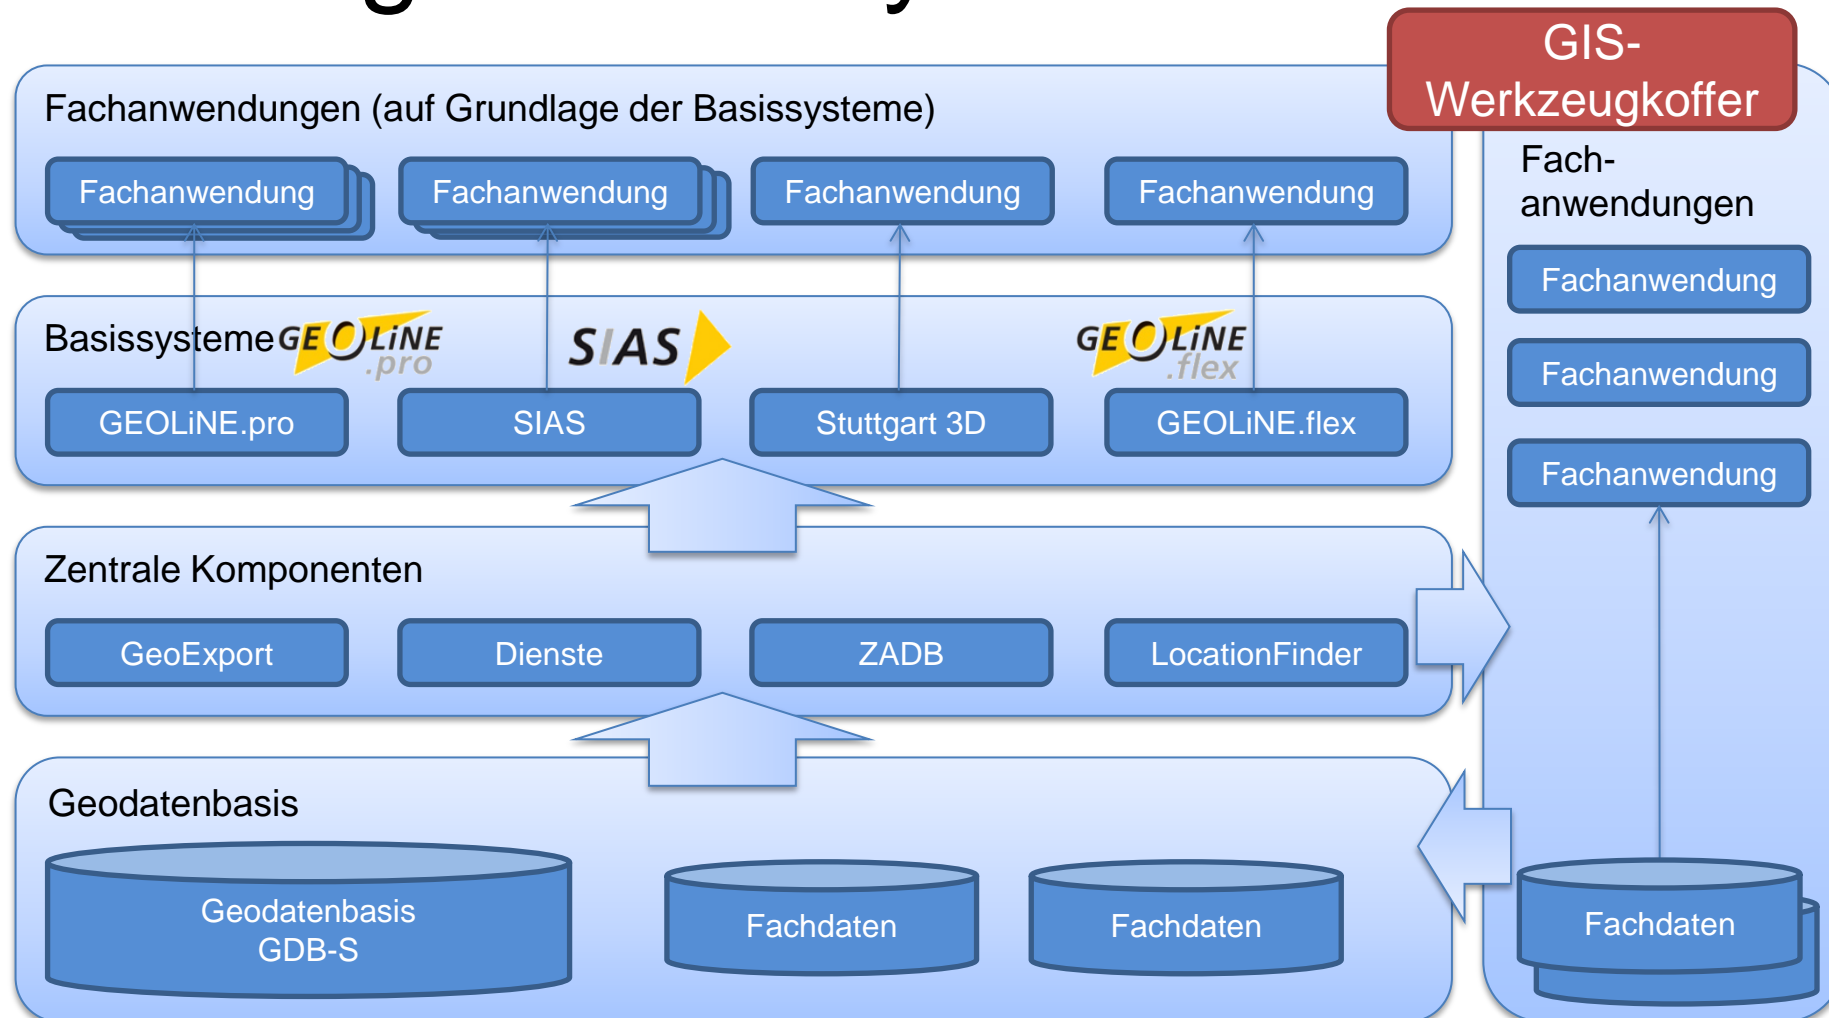 GIS-
Werkzeugkoffer
Fachanwendungen (auf Grundlage der Basissysteme)
Fachanwendung
Fachanwendung
Fachanwendung
Fachanwendung
Basissysteme
GEOLiNE
.pro
SIAS
GEOLiNE
.flex
GEOLiNE.pro
SIAS
Stuttgart 3D
GEOLiNE.flex
Zentrale Komponenten
GeoExport
Dienste
ZADB
LocationFinder
Geodatenbasis
Geodatenbasis
GDB-S
Fachdaten
Fachdaten
Fach-
anwendungen
Fachanwendung
Fachanwendung
Fachanwendung
Fachdaten